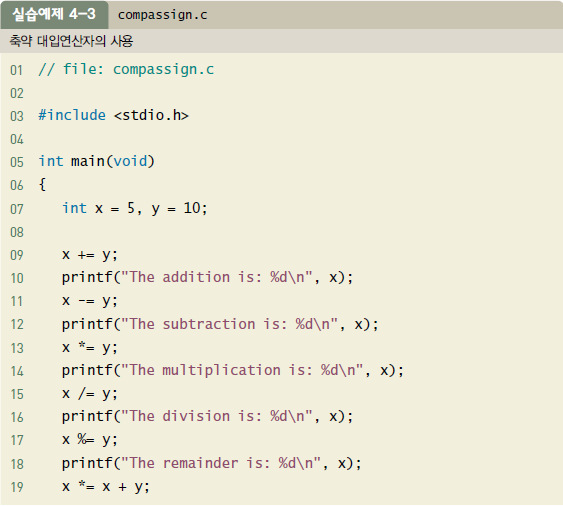 실습예제 4-3 compassign.c
축약 대입연산자의 사용
01 // file: compassign.c
02
03 #include <stdio.h>
04
05 int main(void)
06 {
07 int x = 5, y = 10;
08
09 x += y;
10 printf("The addition is: %d\n", x);
11 x -= y;
12 printf("The subtraction is: %d\n", x);
13 x *= y;
14 printf("The multiplication is: %d\n", x);
15 x /= y;
16 printf("The division is: %d\n", x);
17 x %= y;
18 printf("The remainder is: %d\n", x);
19 x *= x + y;